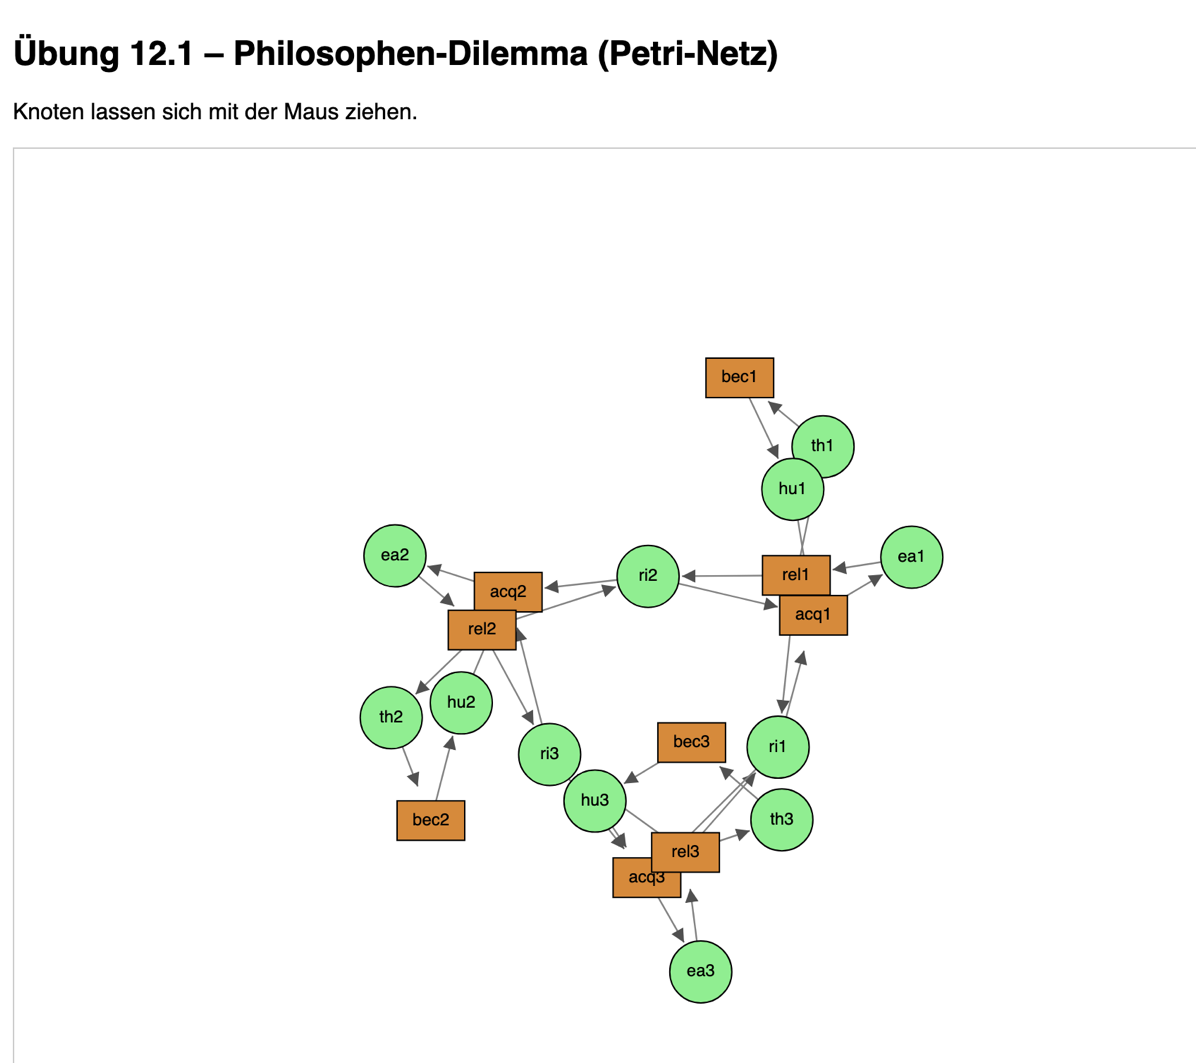 Übung 12.1 – Philosophen-Dilemma (Petri-Netz)
Knoten lassen sich mit der Maus ziehen.
bec1
th1
hu1
ea2
ea1
ri2
rel1
acq2
acq1
rel2
hu2
th2
bec3
ri1
ri3
hu3
th3
bec2
rel3
acq3
ea3